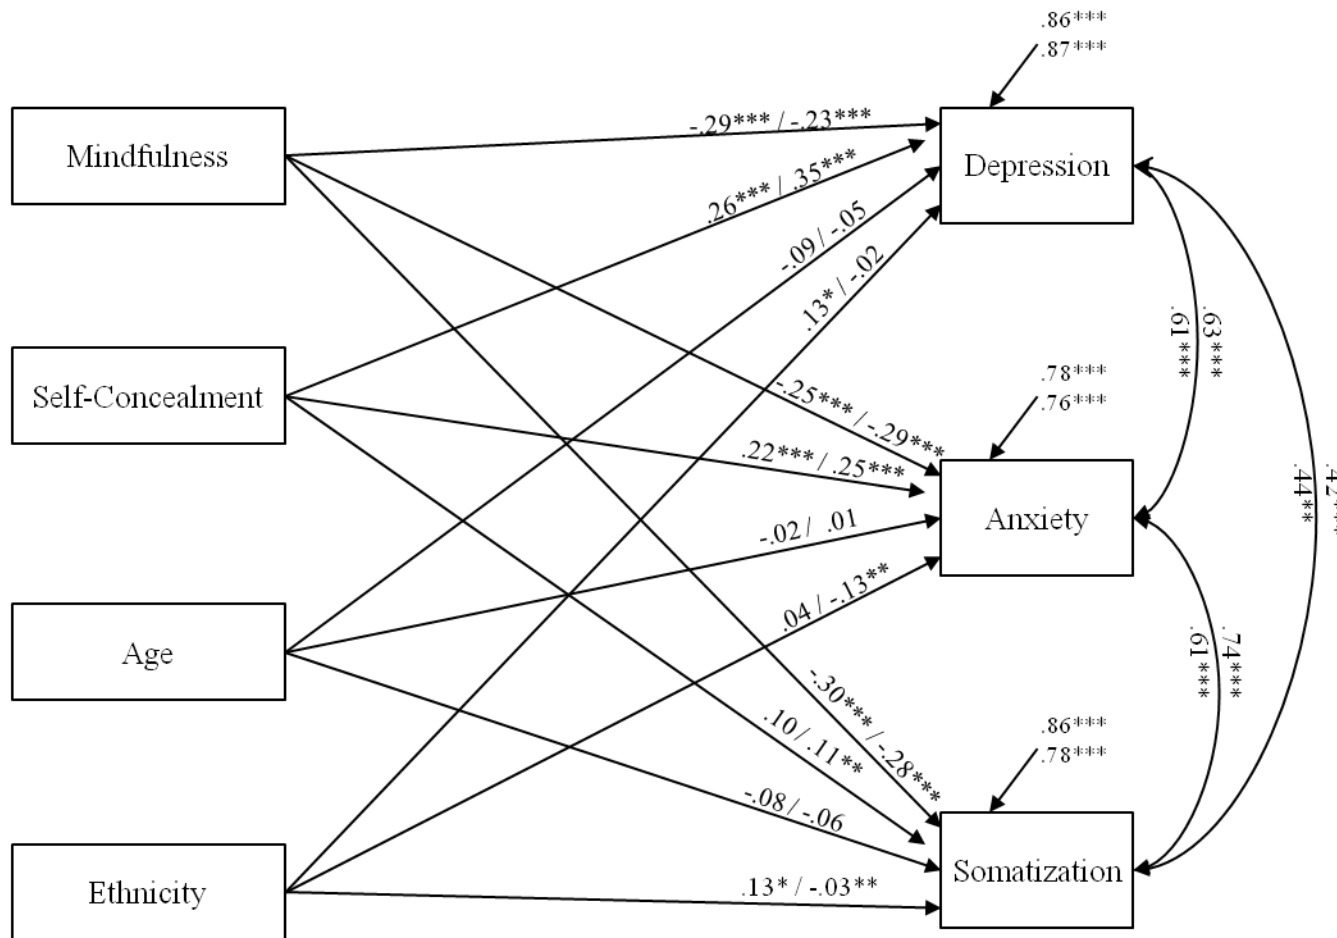 .86***
.87***
Mindfulness
-.29*** / -.23***
Depression
.26*** / .35***
-.09 / -.05
.13* / -.02
.63***
.61***
Self-Concealment
.78***
.76***
-.25*** / -.29***
.22*** / .25***
.44**
Anxiety
-.02 / .01
.04 / -.13**
Age
.74***
.61***
-.30*** / -.28***
.10 / .11**
.86***
.78***
-.08 / -.06
Ethnicity
.13* / -.03**
Somatization